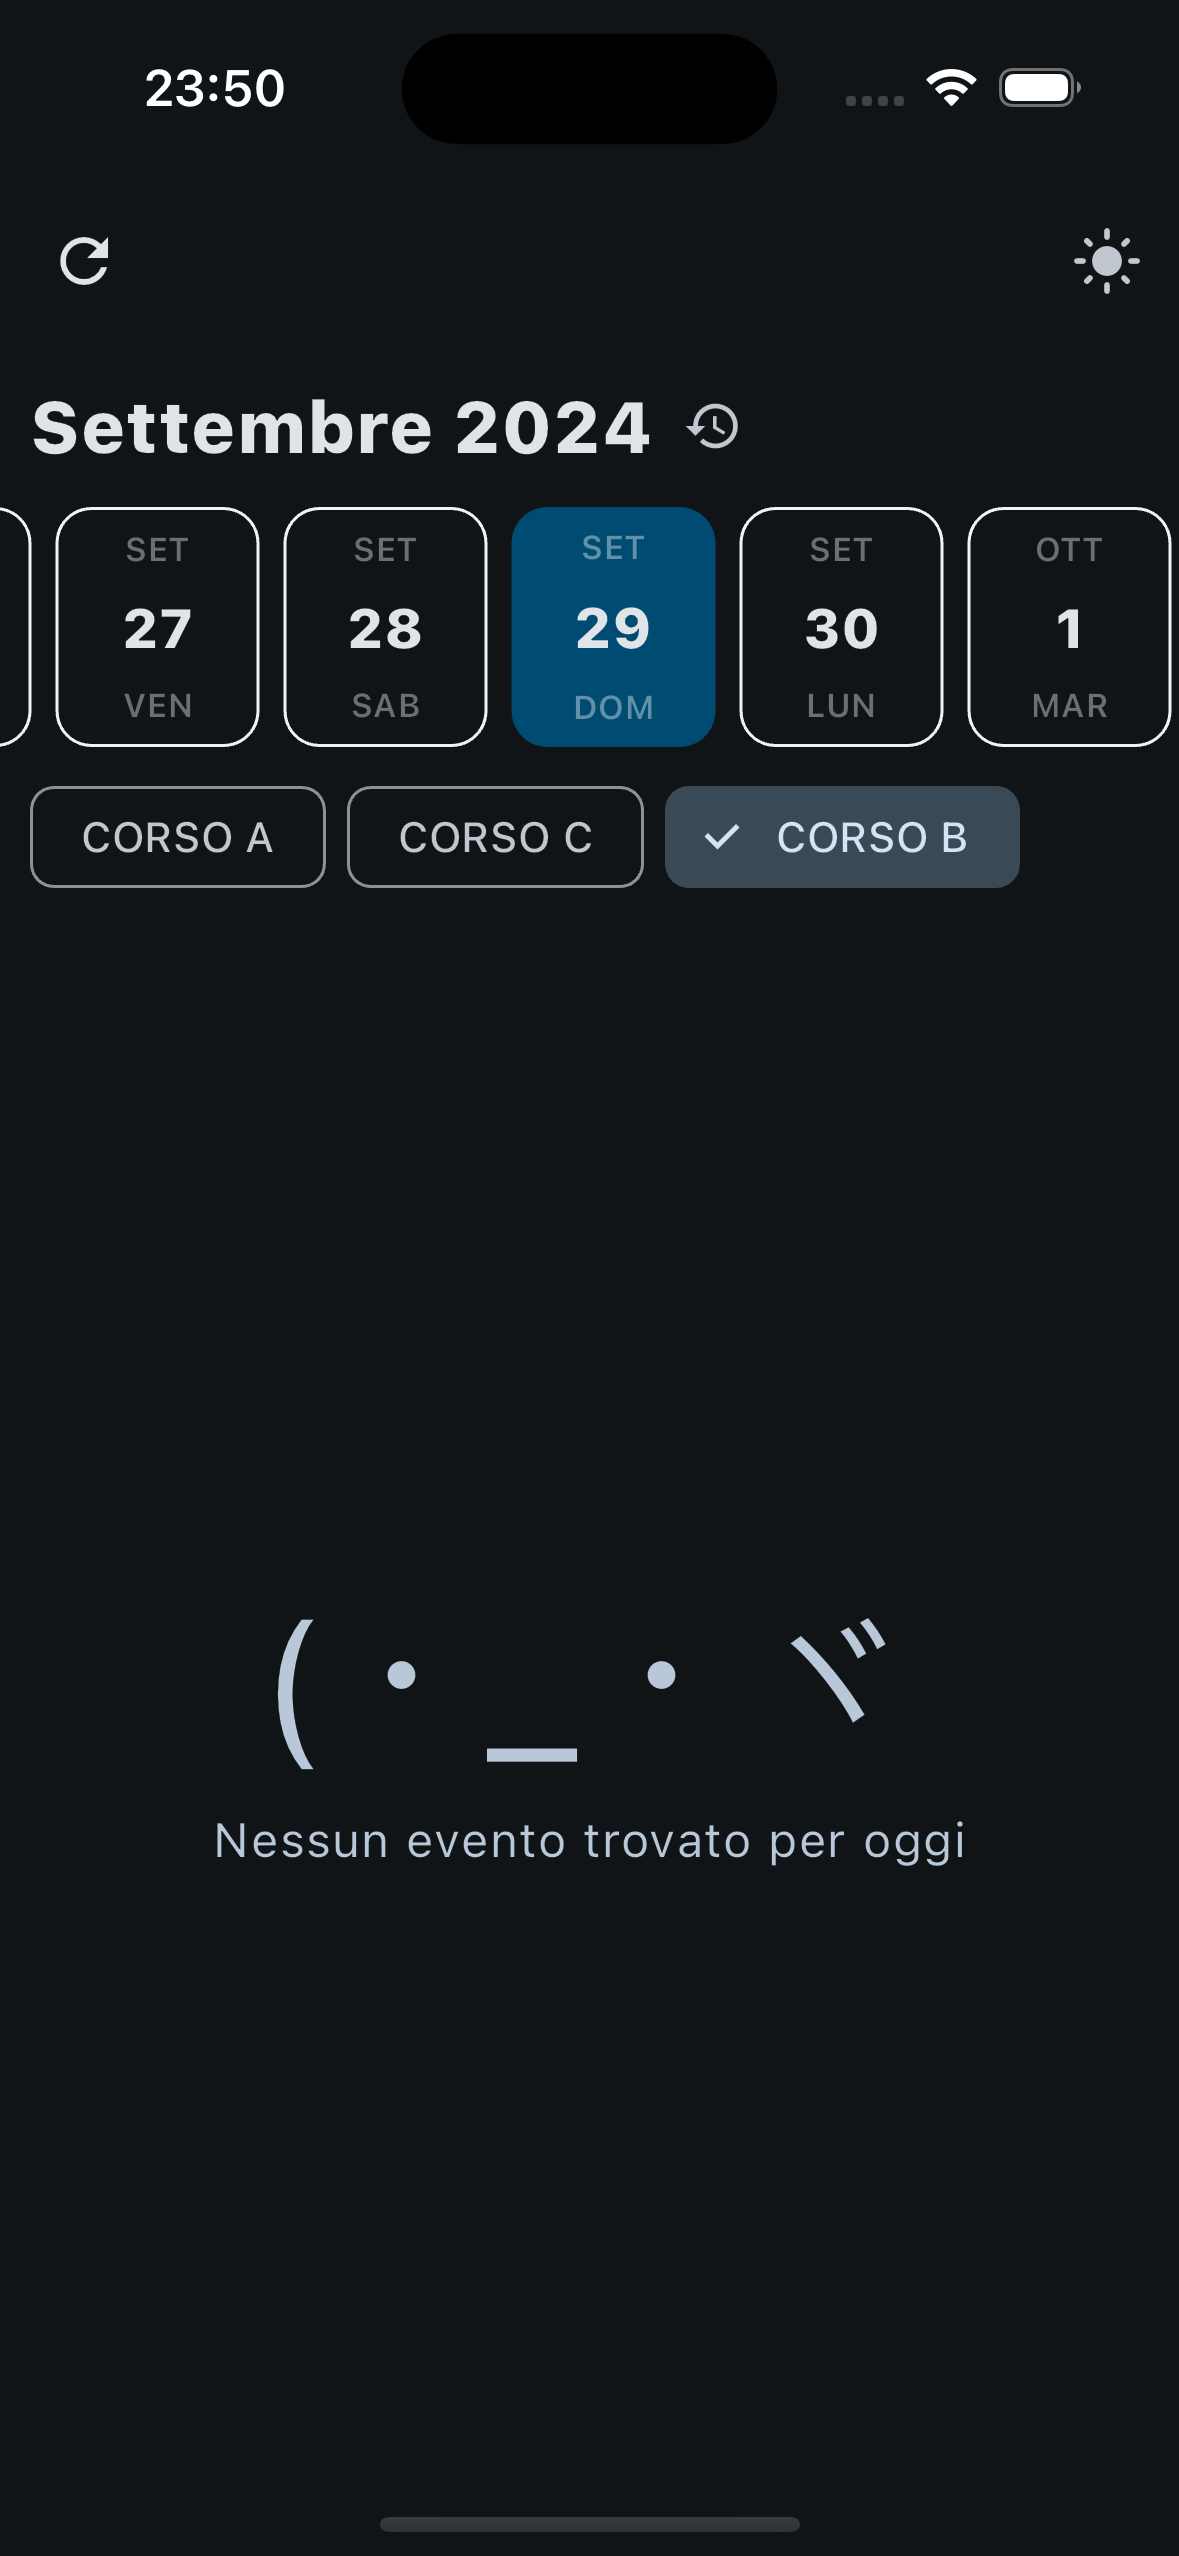 23:50
Settembre 2024
SET SET SET SET OTT
27 28 29 30 1
VEN SAB DOM LUN MAR
CORSO A CORSO C CORSO B
( • _ • ヾ
Nessun evento trovato per oggi